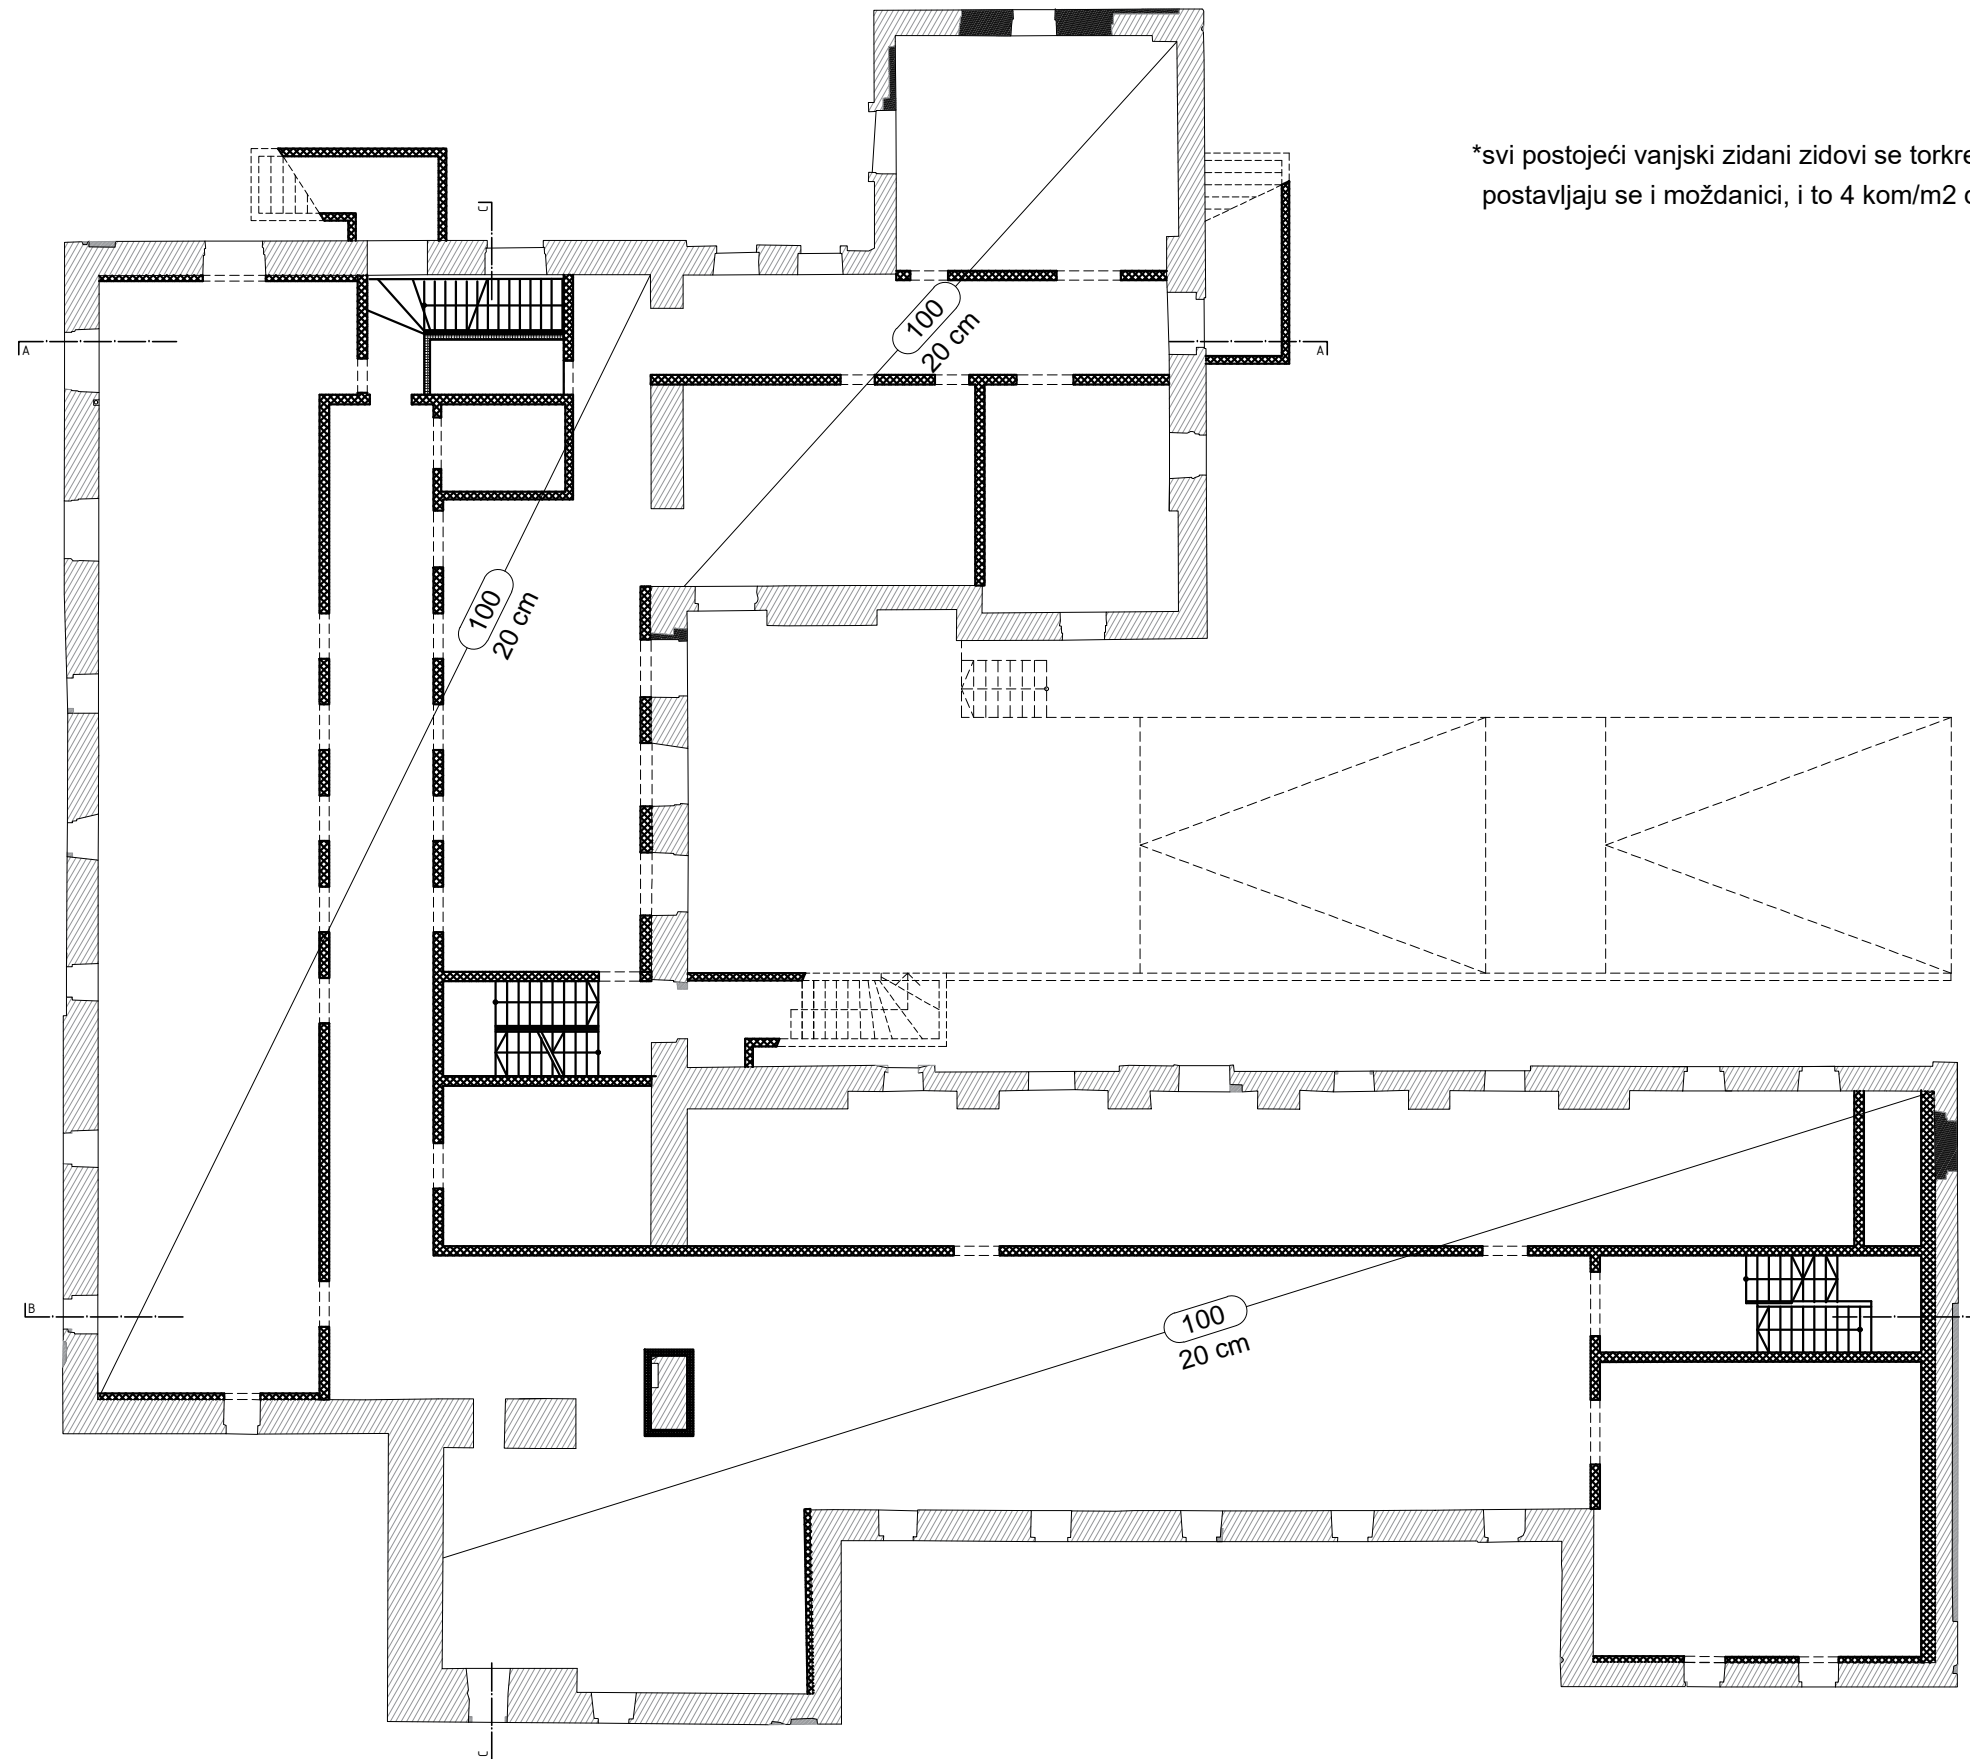 *svi postojeći vanjski zidani zidovi se torkre
postavljaju se i moždanici, i to 4 kom/m2
C
100
20 cm
A
A
100
20 cm
B
100
20 cm
C